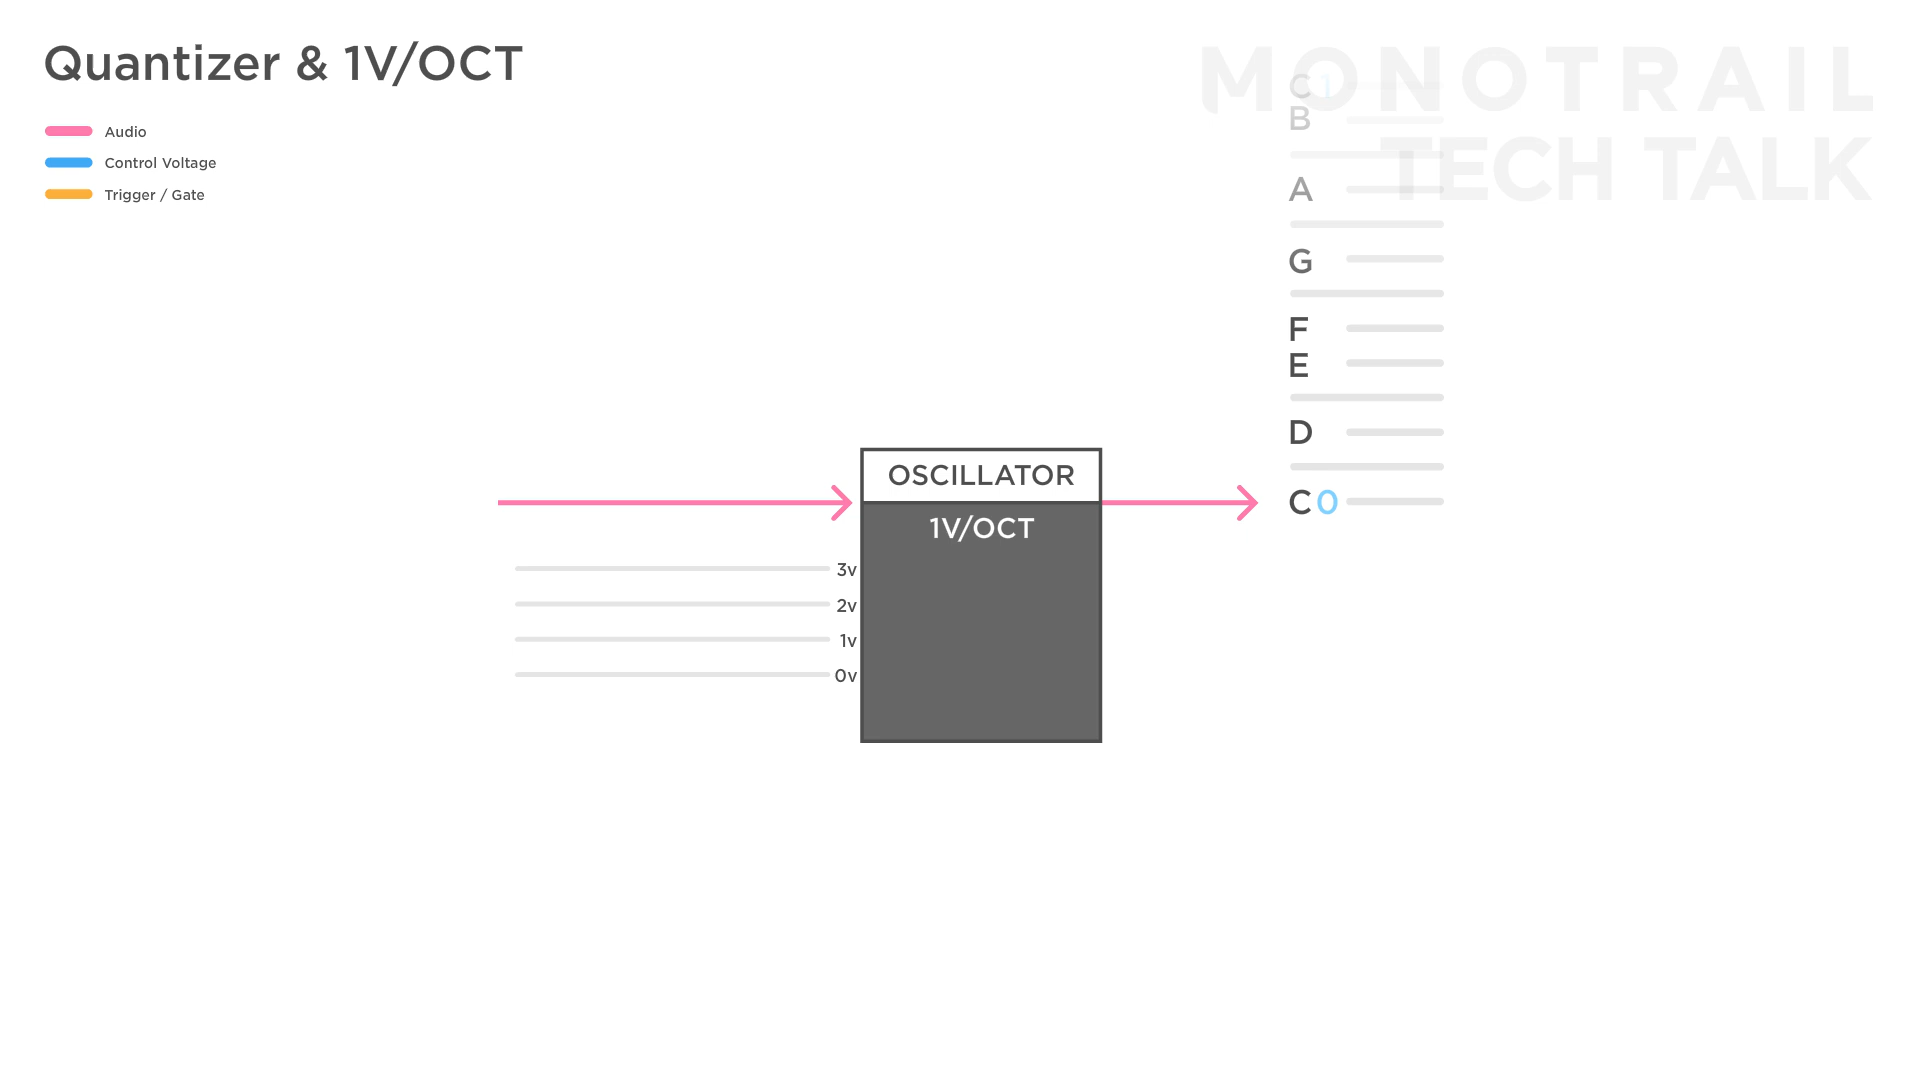 Quantizer & 1V/OCT
Audio
Control Voltage
Trigger / Gate
MONOTRAIL
TECH TALK
C 1
B
A
G
F
E
D
C 0
OSCILLATOR
1V/OCT
3v
2v
1v
0v